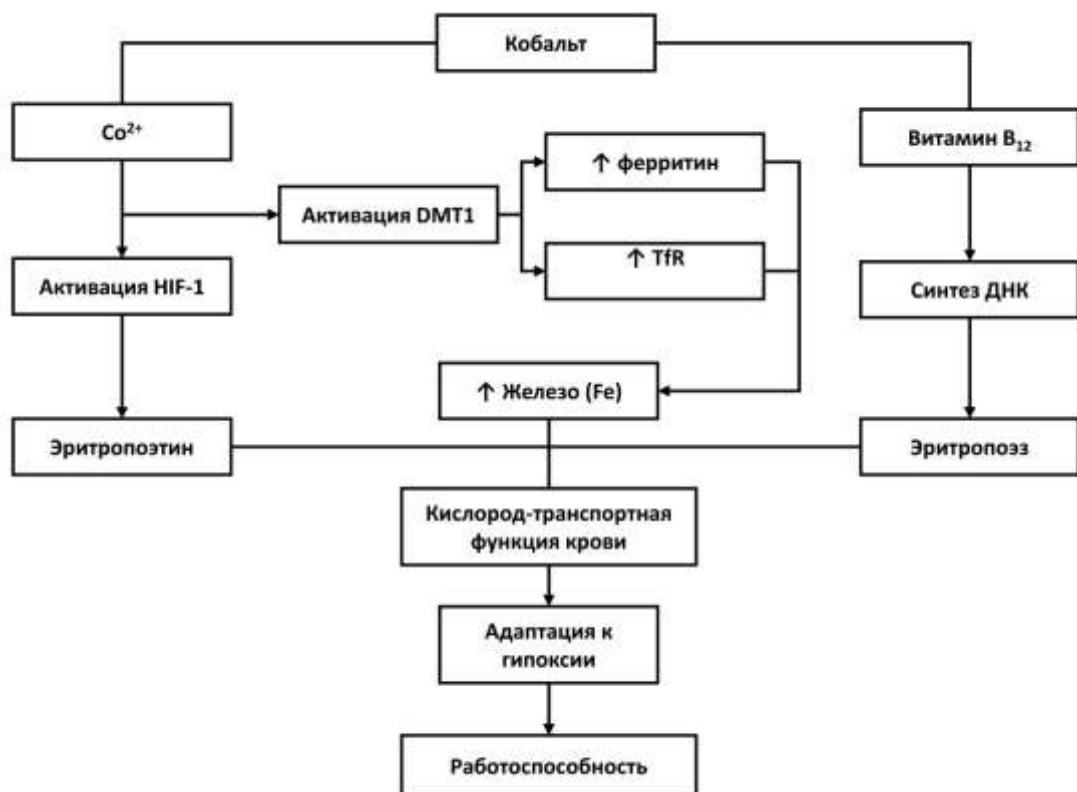 Кобальт
Co²⁺
Витамин B₁₂
↑ ферритин
Активация DMT1
↑ TfR
Активация HIF-1
Синтез ДНК
↑ Железо (Fe)
Эритропоэтин
Эритропоэз
Кислород-транспортная
функция крови
Адаптация к
гипоксии
Работоспособность